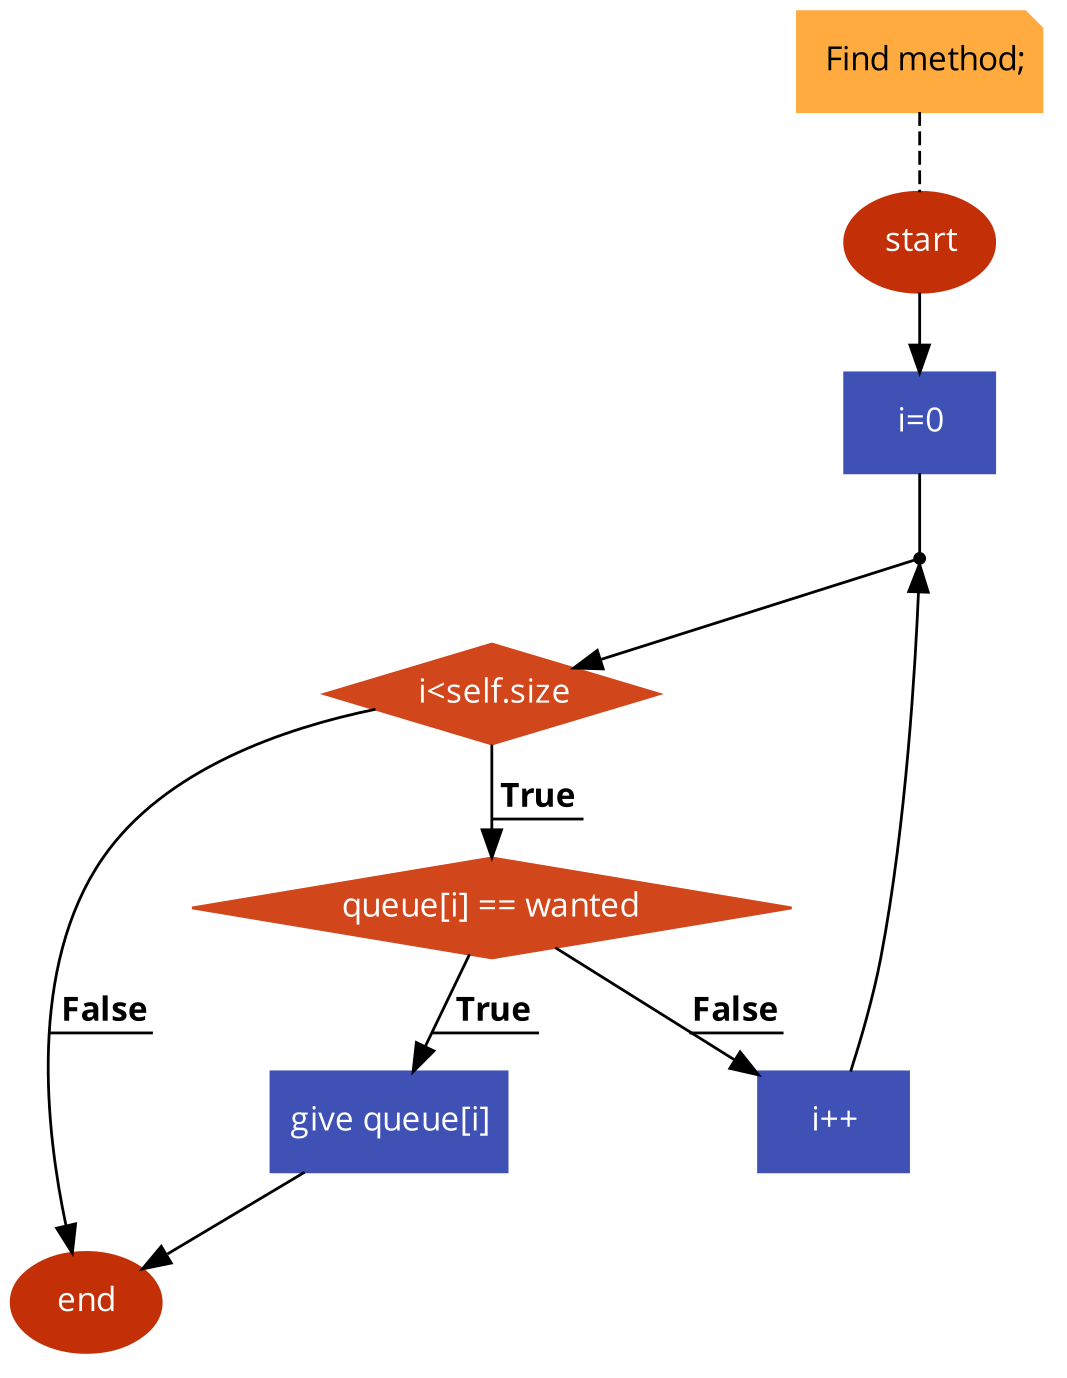 Find method;
start
i=0
i<self.size
True
queue[i] == wanted
False
True
False
give queue[i]
i++
end